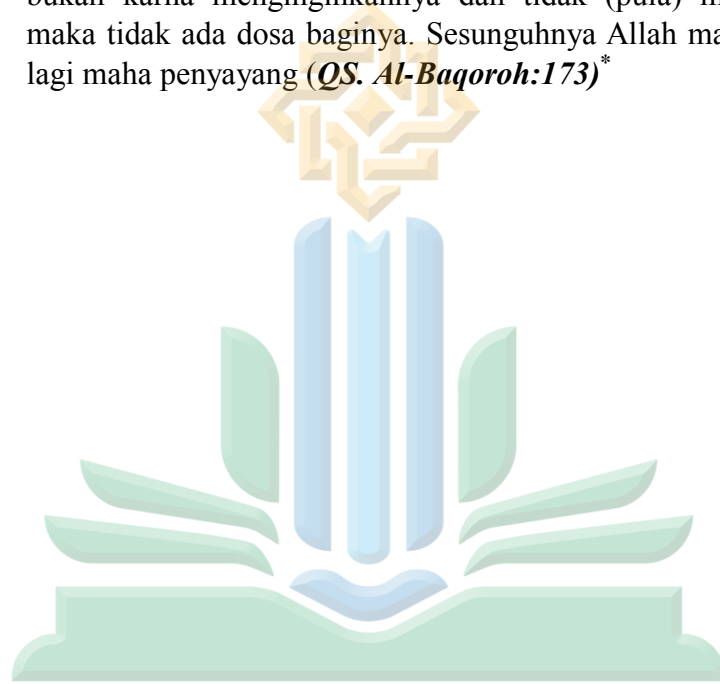 bukan karna menginginkannya dan tidak (pula)
maka tidak ada dosa baginya. Sesunguhnya Allah
lagi maha penyayang (QS. Al-Baqoroh:173)*